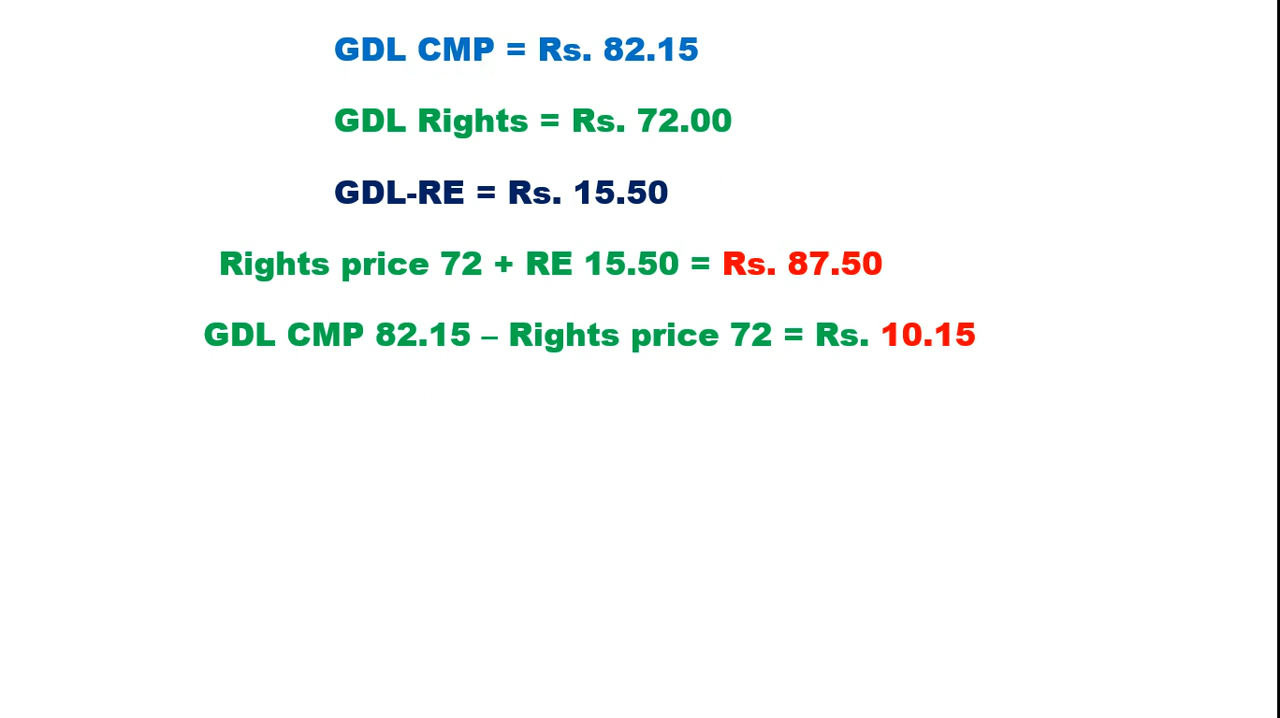 GDL CMP = Rs. 82.15
GDL Rights = Rs. 72.00
GDL-RE = Rs. 15.50
Rights price 72 + RE 15.50 = Rs. 87.50
GDL CMP 82.15 – Rights price 72 = Rs. 10.15